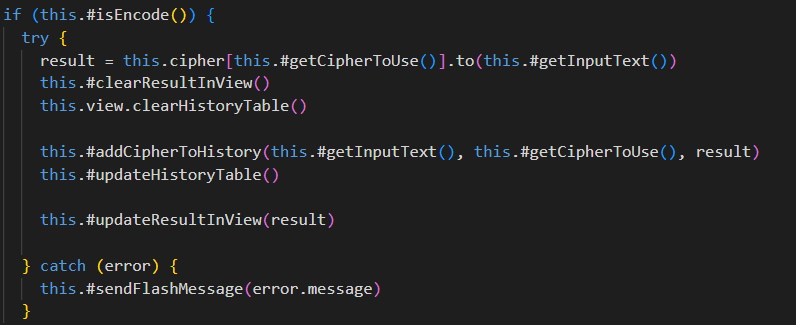 if (this.#isEncode()) {
try {
result = this.cipher[this.#getCipherToUse()].to(this.#getInputText())
this.#clearResultInView()
this.view.clearHistoryTable()
this.#addCipherToHistory(this.#getInputText(), this.#getCipherToUse(), result)
this.#updateHistoryTable()
this.#updateResultInView(result)
} catch (error) {
this.#sendFlashMessage(error.message)
}